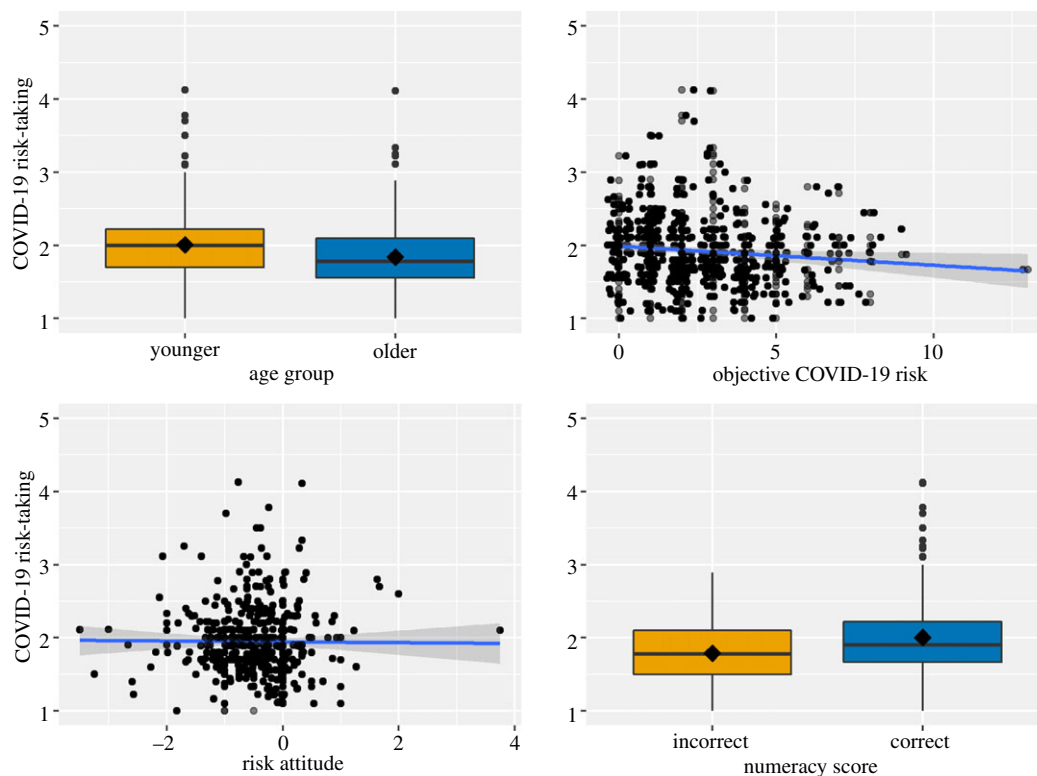 COVID-19 risk-taking
5
4
3
2
1
younger
older
age group
5
4
3
2
1
0
5
10
objective COVID-19 risk
COVID-19 risk-taking
5
4
3
2
1
–2
0
2
4
risk attitude
5
4
3
2
1
incorrect
correct
numeracy score